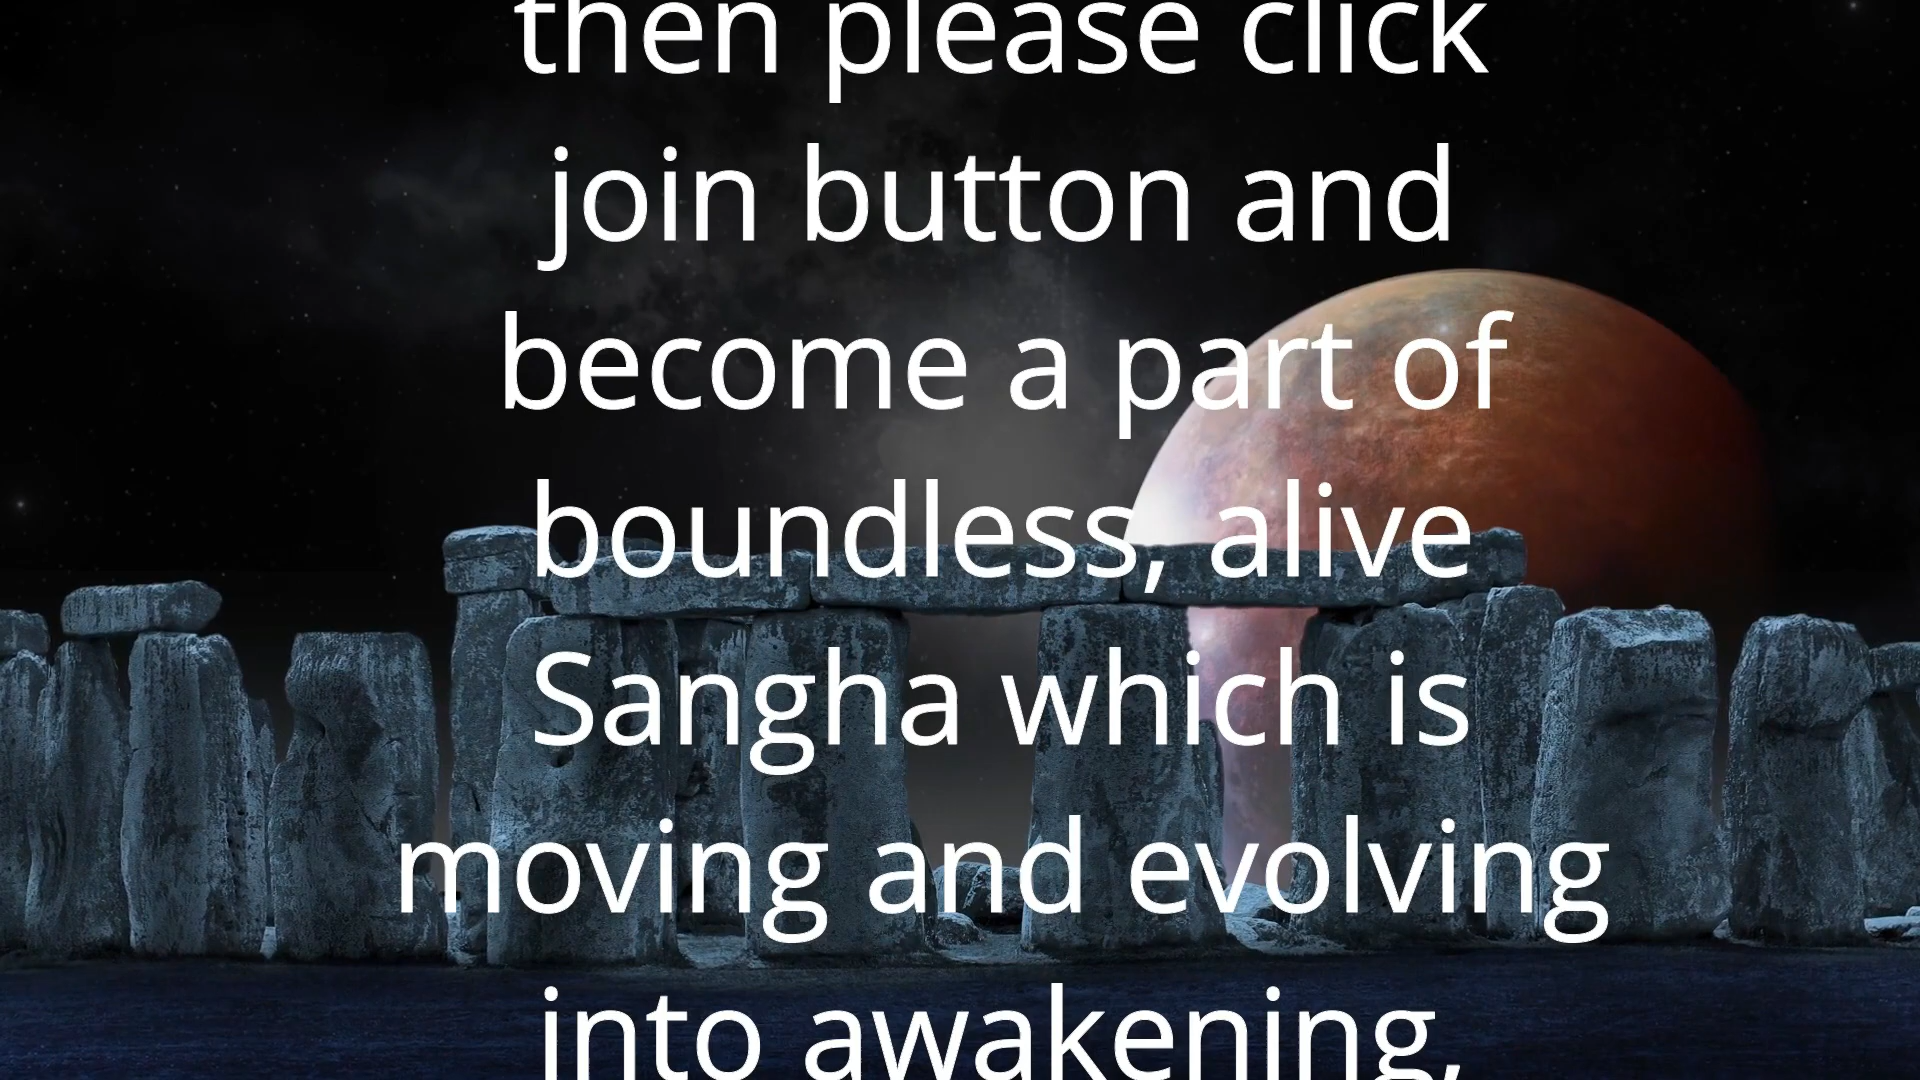 then please click
join button and
become a part of
boundless, alive
Sangha which is
moving and evolving
into awakening,